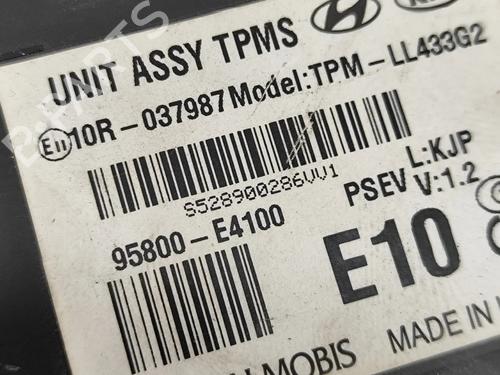 UNIT ASSY TPMS
E11 10R-037987 Model:TPM-LL433G2
S528900286VV1
L:KJP
95800-E4100
PSEV V:1.2
E10
MOBIS
MADE IN